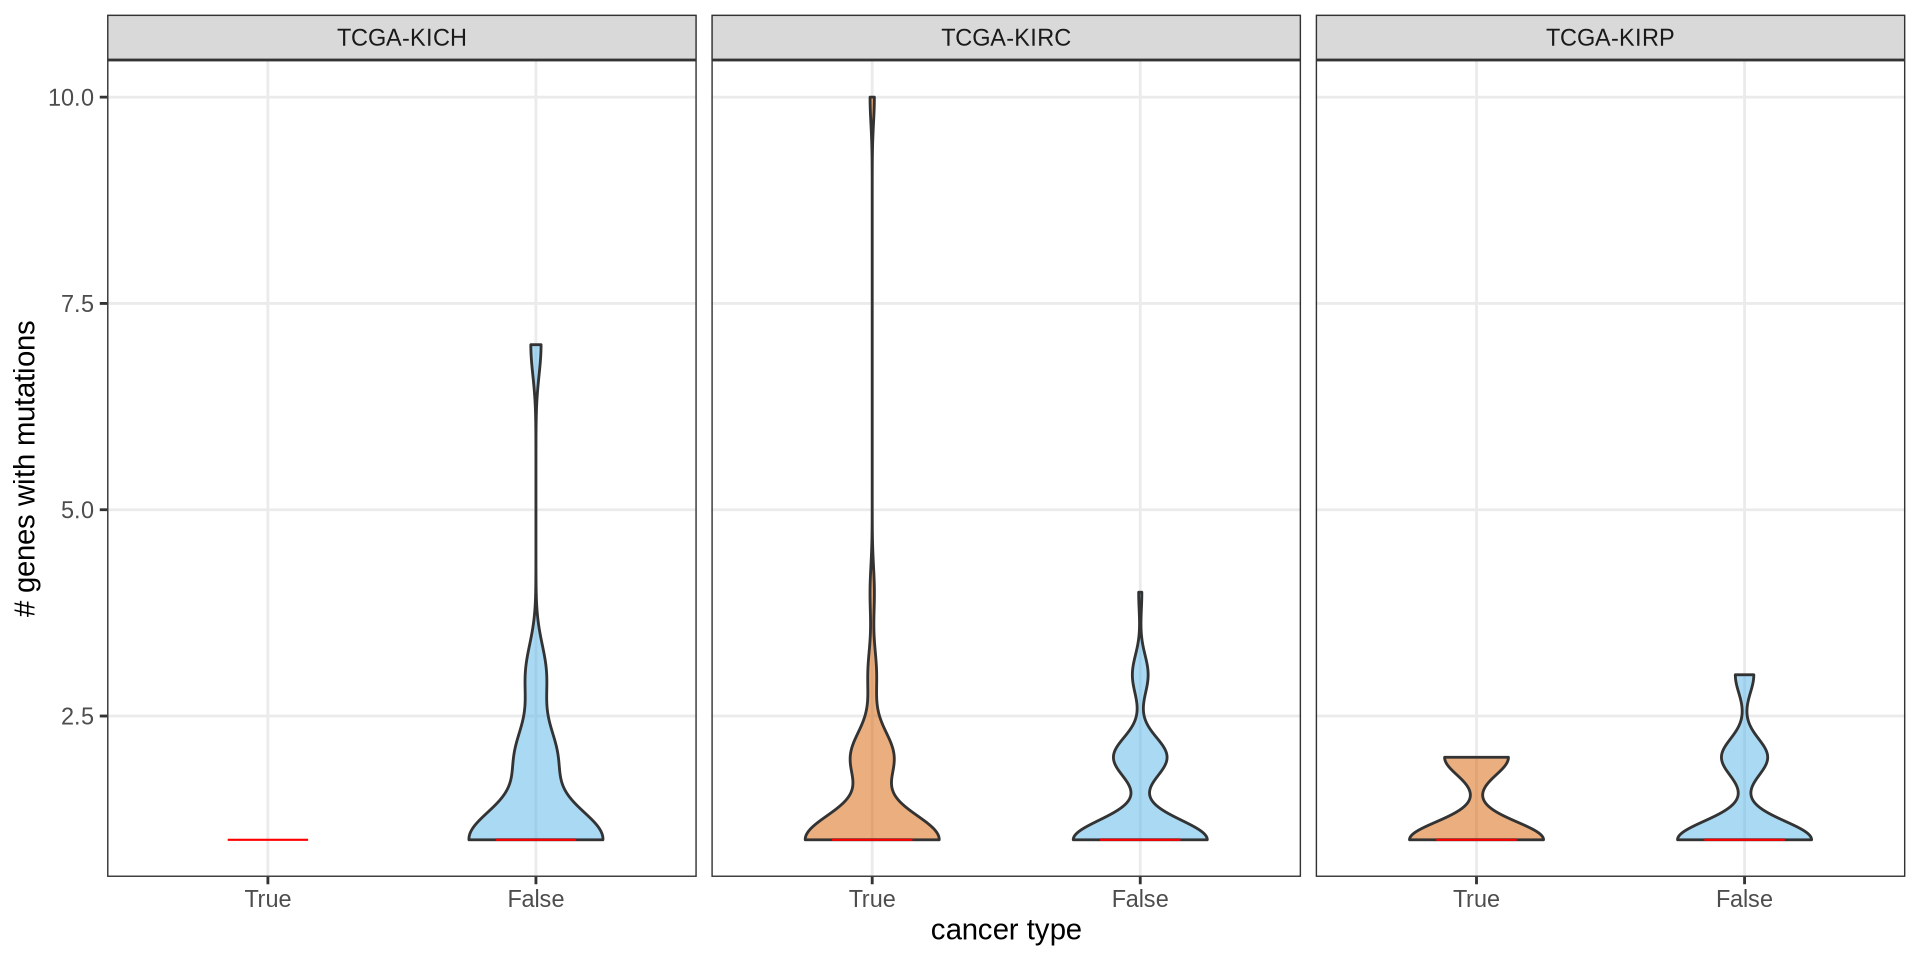 TCGA-KICH
TCGA-KIRC
TCGA-KIRP
# genes with mutations
10.0
7.5
5.0
2.5
True
False
True
False
True
False
cancer type